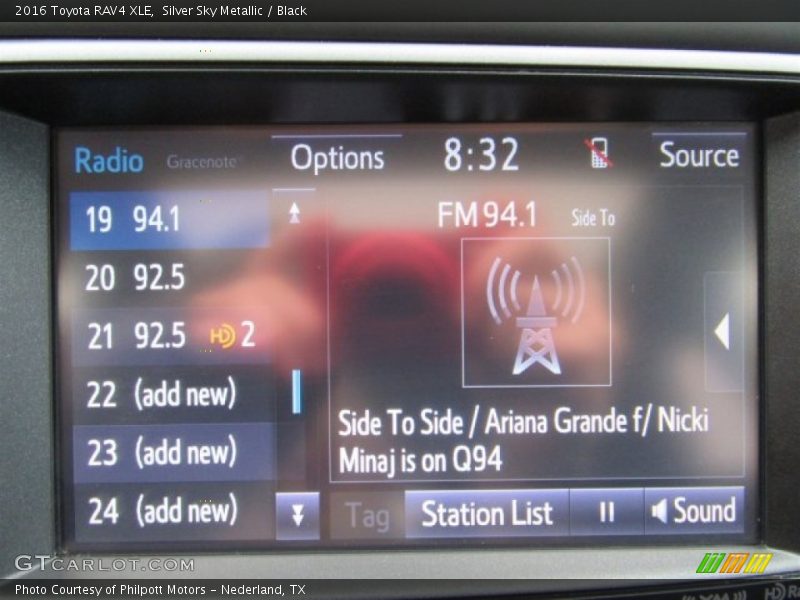 2016 Toyota RAV4 XLE,  Silver Sky Metallic / Black
Radio Gracenote Options 8:32 Source
19 94.1
20 92.5
21 92.5 HD 2
22 (add new)
23 (add new)
24 (add new)
FM 94.1 Side To
Side To Side / Ariana Grande f/ Nicki
Minaj is on Q94
Tag Station List Sound
GTCARLOT.COM
Photo Courtesy of Philpott Motors – Nederland, TX